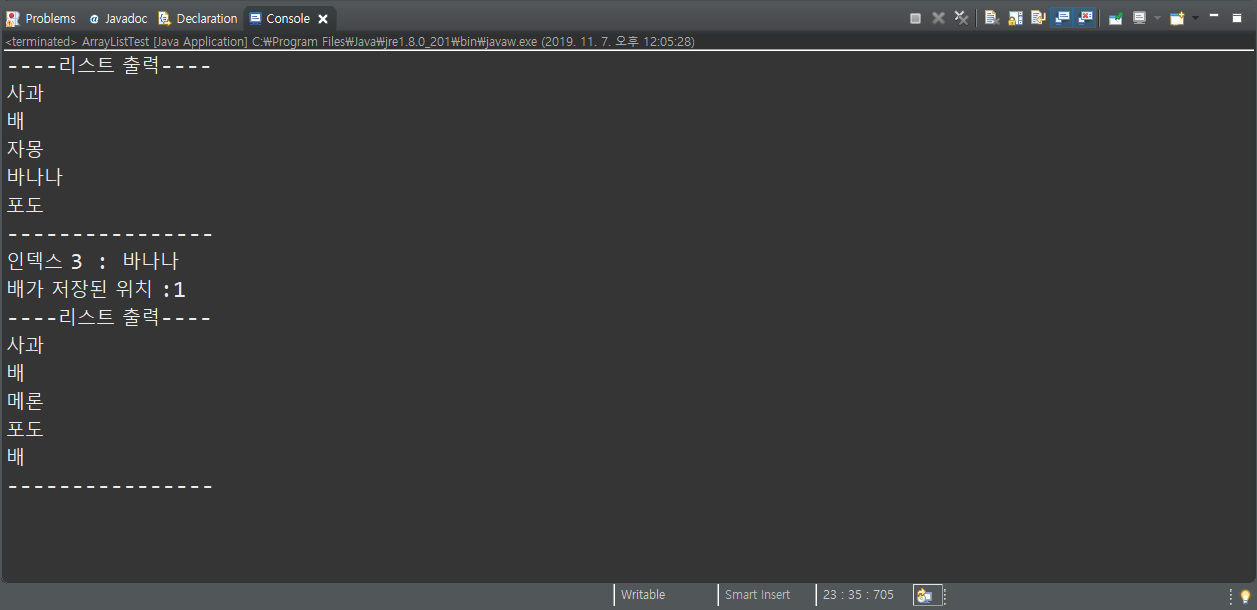 Problems Javadoc Declaration Console
<terminated> ArrayListTest [Java Application] C:₩Program Files₩Java₩jre1.8.0_201₩bin₩javaw.exe (2019. 11. 7. 오후 12:05:28)
----리스트 출력----
사과
배
자몽
바나나
포도
----------------
인덱스 3 : 바나나
배가 저장된 위치 :1
----리스트 출력----
사과
배
메론
포도
배
----------------
Writable Smart Insert 23 : 35 : 705